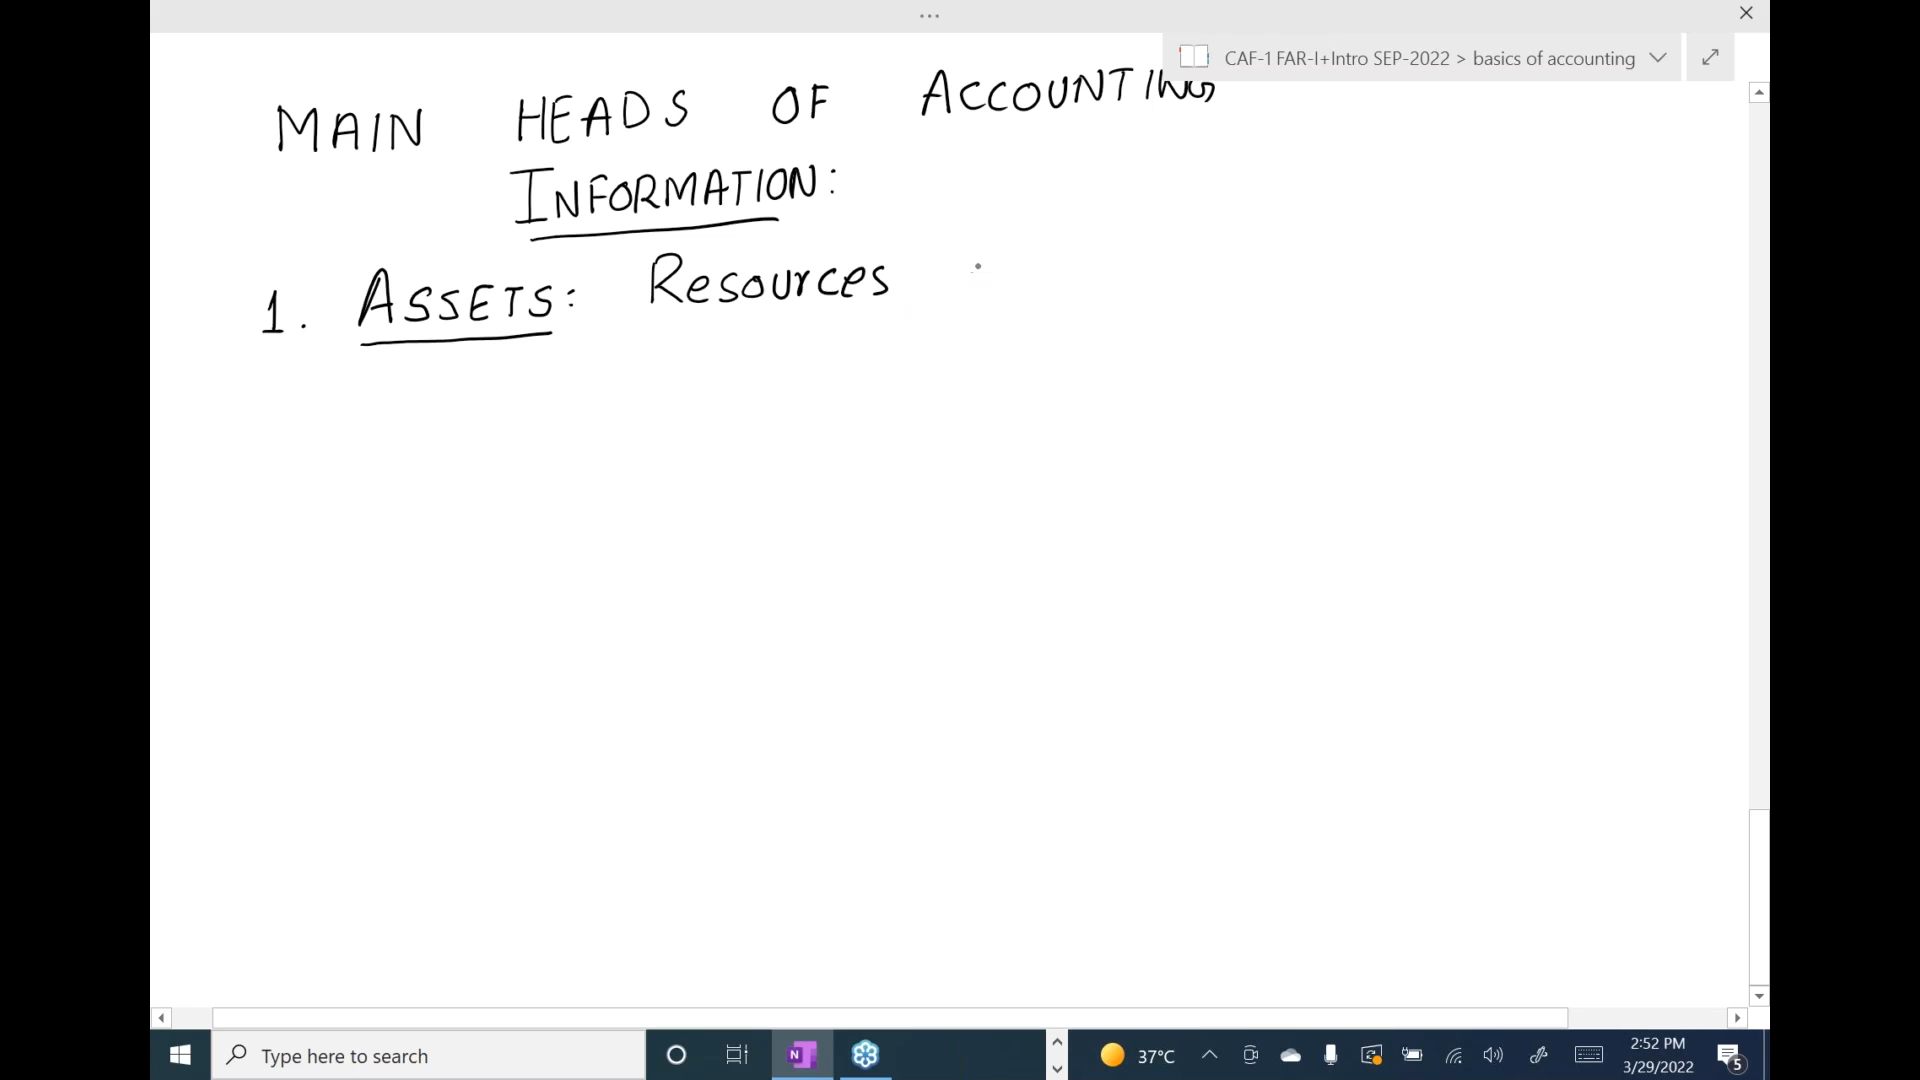 CAF-1 FAR-I+Intro SEP-2022 > basics of accounting
MAIN HEADS OF ACCOUNTING
INFORMATION:
1. ASSETS: Resources
Type here to search
37°C
2:52 PM
3/29/2022
5